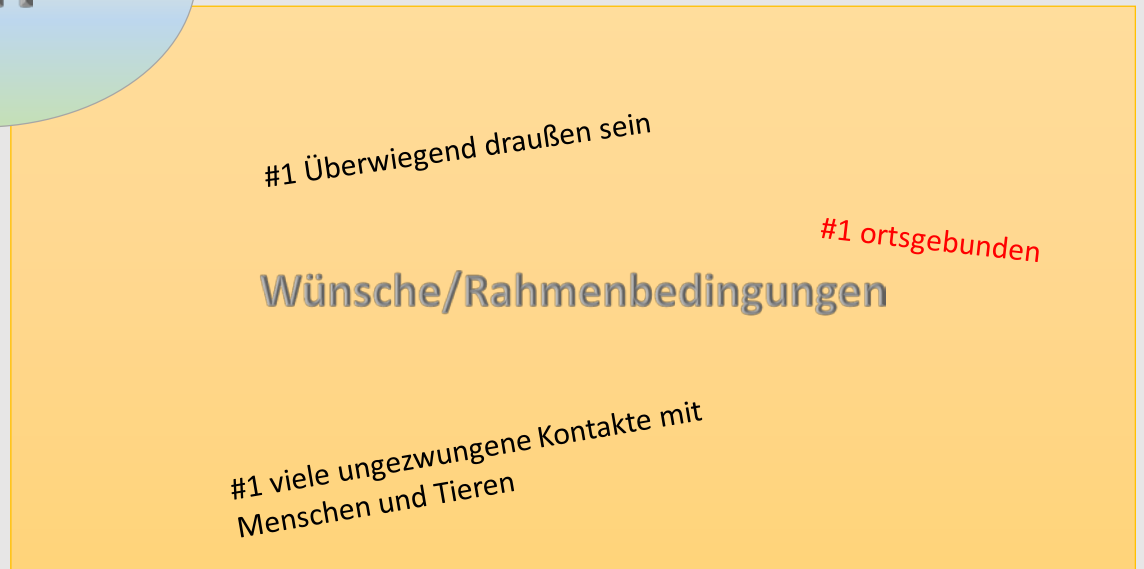 #1 Überwiegend draußen sein
#1 ortsgebunden
Wünsche/Rahmenbedingungen
#1 viele ungezwungene Kontakte mit
Menschen und Tieren